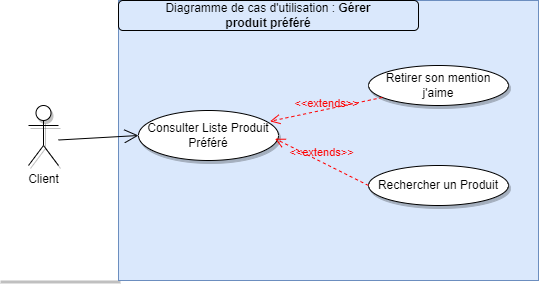 Diagramme de cas d'utilisation : Gérer
produit préféré
Retirer son mention
j'aime
<<extends>>
Consulter Liste Produit
Préféré
<<extends>>
Client
Rechercher un Produit